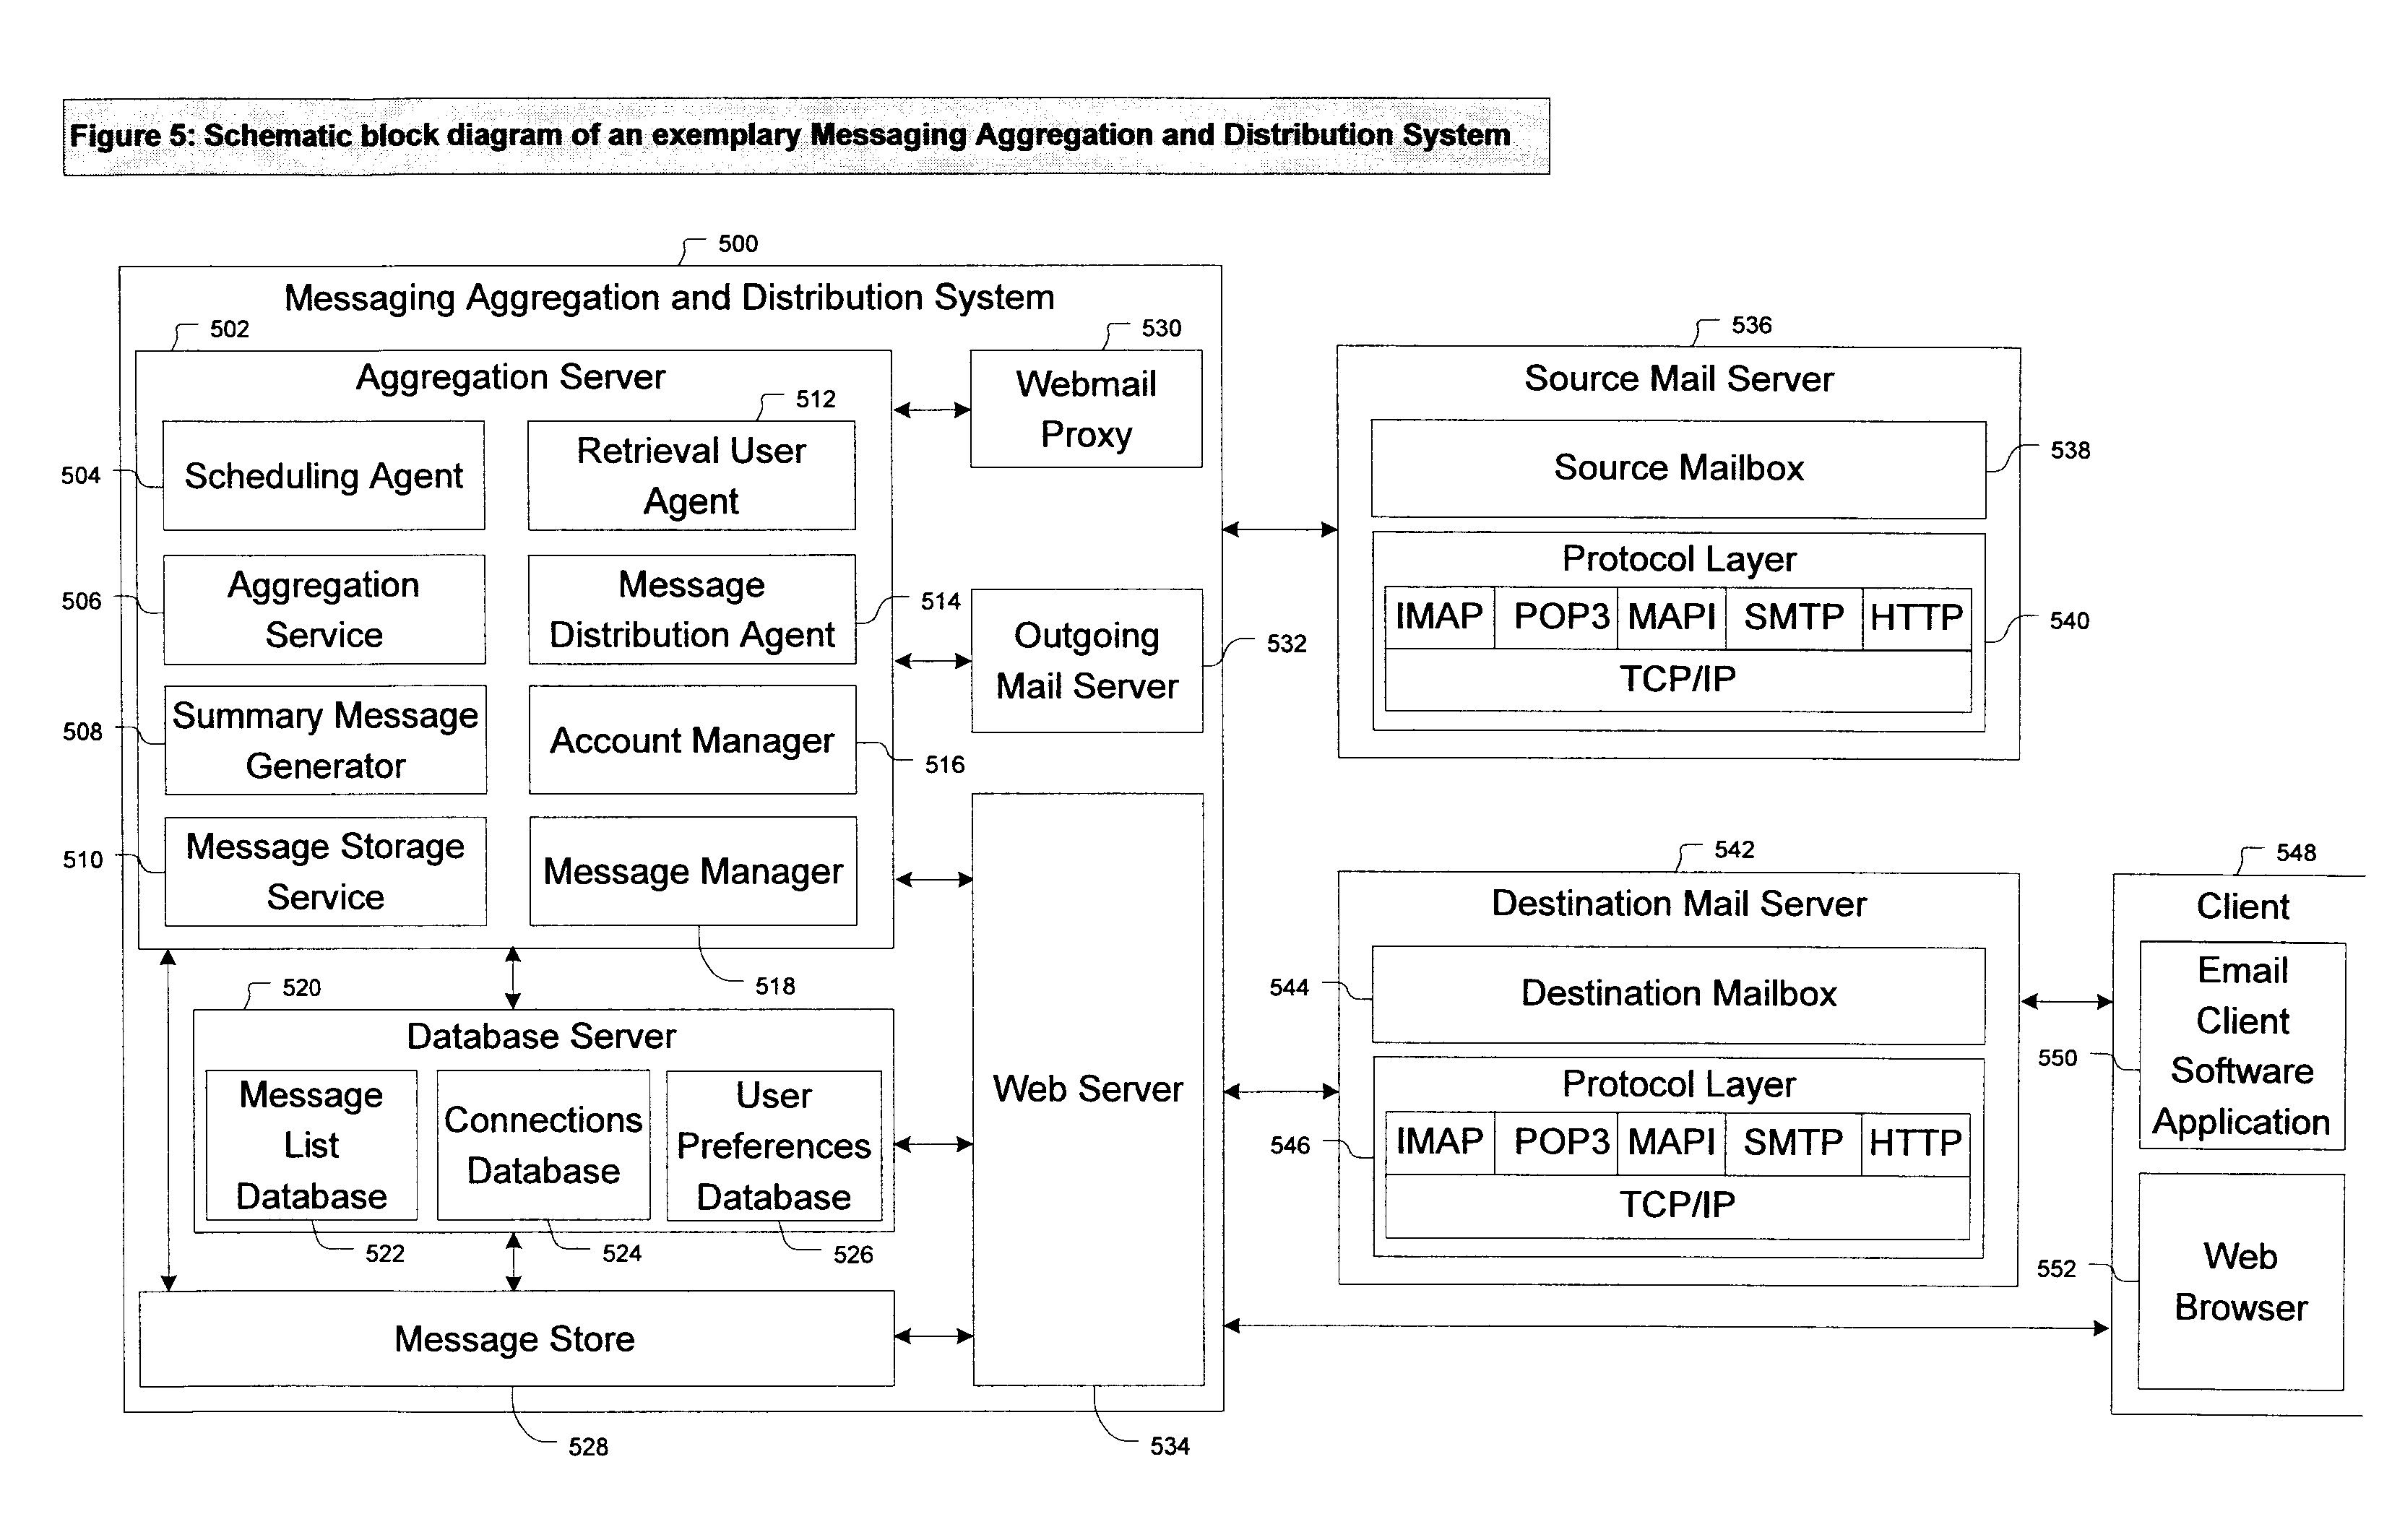 Figure 5: Schematic block diagram of an exemplary Messaging Aggregation and Distribution System
500
Messaging Aggregation and Distribution System
502
Aggregation Server
504
Scheduling Agent
512
Retrieval User
Agent
506
Aggregation
Service
514
Message
Distribution Agent
508
Summary Message
Generator
516
Account Manager
510
Message Storage
Service
Message Manager
518
520
Database Server
Message
List
Database
522
Connections
Database
524
User
Preferences
Database
526
Message Store
528
530
Webmail
Proxy
Outgoing
Mail Server
532
Web Server
534
536
Source Mail Server
Source Mailbox
538
Protocol Layer
IMAP POP3 MAPI SMTP HTTP
540
TCP/IP
542
Destination Mail Server
544
Destination Mailbox
Protocol Layer
546
IMAP POP3 MAPI SMTP HTTP
TCP/IP
548
Client
Email
Client
Software
Application
550
Web
Browser
552